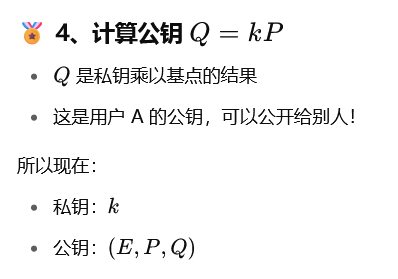 🏅 4、计算公钥 Q = kP
• Q 是私钥乘以基点的结果
• 这是用户 A 的公钥，可以公开给别人！
所以现在：
• 私钥：k
• 公钥：(E, P, Q)